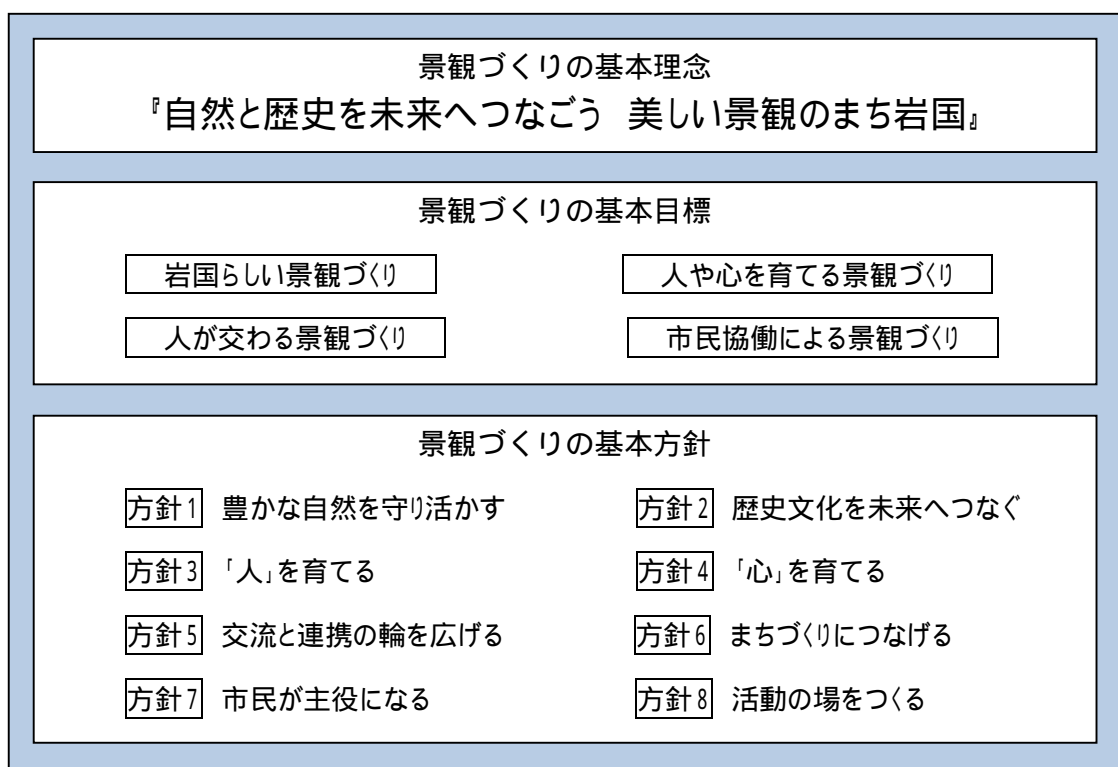 景観づくりの基本理念
『自然と歴史を未来へつなごう 美しい景観のまち岩国』
景観づくりの基本目標
岩国らしい景観づくり 人や心を育てる景観づくり
人が交わる景観づくり 市民協働による景観づくり
景観づくりの基本方針
方針1 豊かな自然を守り活かす 方針2 歴史文化を未来へつなぐ
方針3 「人」を育てる 方針4 「心」を育てる
方針5 交流と連携の輪を広げる 方針6 まちづくりにつなげる
方針7 市民が主役になる 方針8 活動の場をつくる